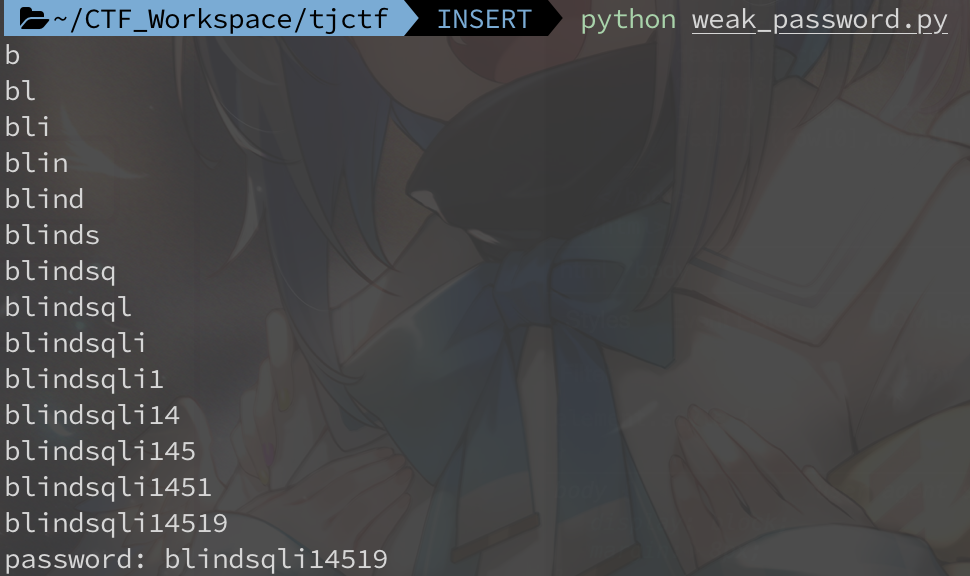 ~/CTF_Workspace/tjctf INSERT python weak_password.py
b
bl
bli
blin
blind
blinds
blindsq
blindsql
blindsqli
blindsqli1
blindsqli14
blindsqli145
blindsqli1451
blindsqli14519
password: blindsqli14519